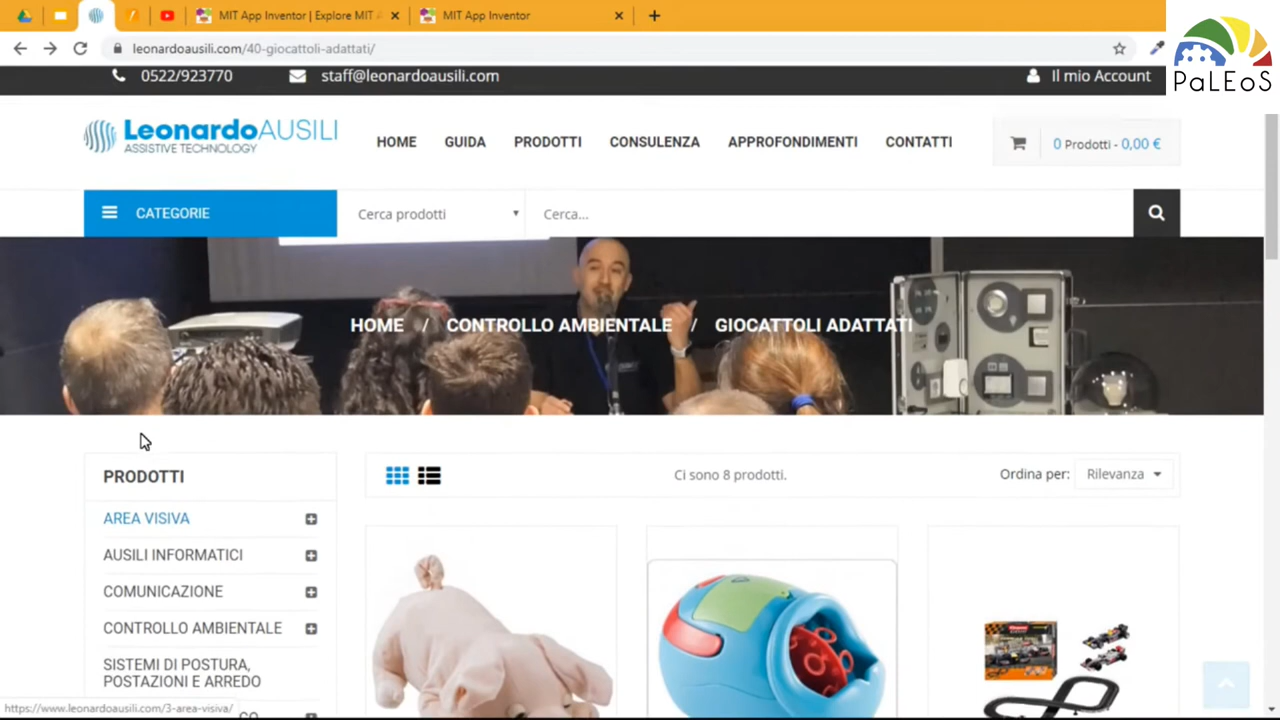 MIT App Inventor | Explore MIT A
MIT App Inventor
leonardoausili.com/40-giocattoli-adattati/
PaLEoS
0522/923770
staff@leonardoausili.com
Il mio Account
LeonardoAUSILI
ASSISTIVE TECHNOLOGY
HOME
GUIDA
PRODOTTI
CONSULENZA
APPROFONDIMENTI
CONTATTI
0 Prodotti - 0,00 €
CATEGORIE
Cerca prodotti
Cerca...
HOME / CONTROLLO AMBIENTALE / GIOCATTOLI ADATTATI
PRODOTTI
Ci sono 8 prodotti.
Ordina per:
Rilevanza
AREA VISIVA
AUSILI INFORMATICI
COMUNICAZIONE
CONTROLLO AMBIENTALE
SISTEMI DI POSTURA,
POSTAZIONI E ARREDO
https://www.leonardoausili.com/3-area-visiva/